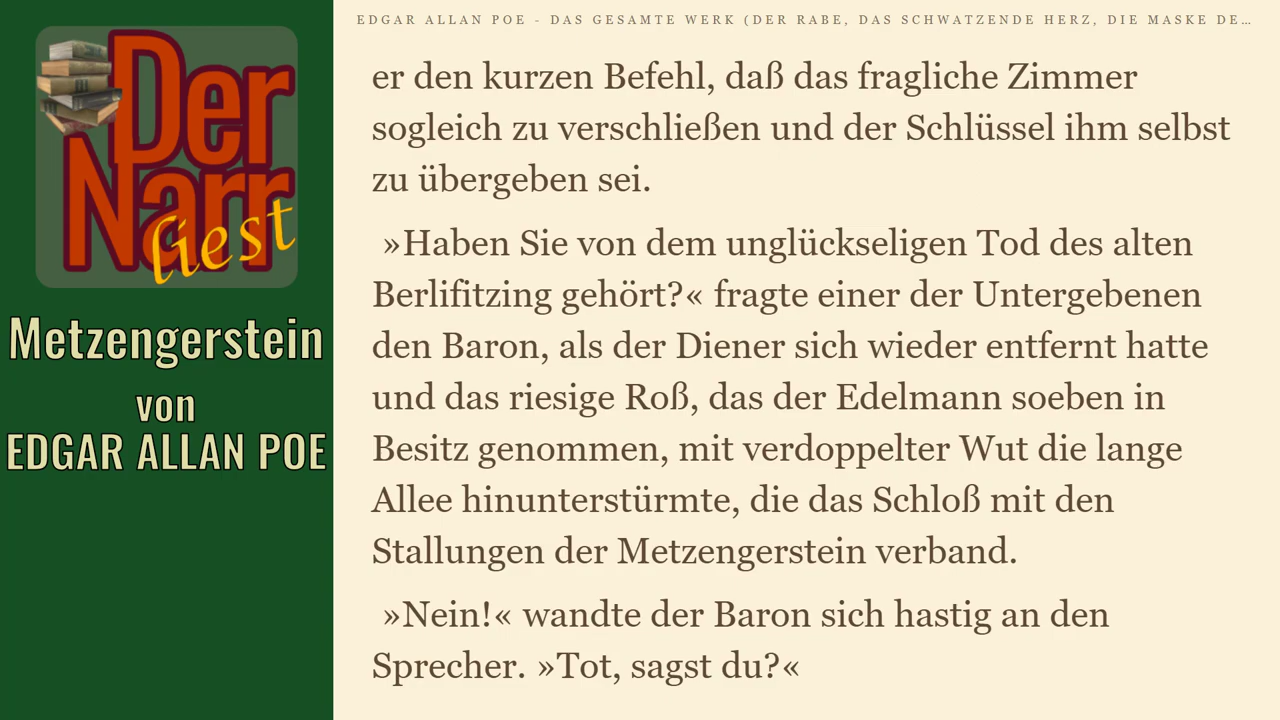 Der
Narr
liest
Metzengerstein
von
EDGAR ALLAN POE
EDGAR ALLAN POE - DAS GESAMTE WERK (DER RABE, DAS SCHWATZENDE HERZ, DIE MASKE DE…
er den kurzen Befehl, daß das fragliche Zimmer
sogleich zu verschließen und der Schlüssel ihm selbst
zu übergeben sei.
»Haben Sie von dem unglückseligen Tod des alten
Berlifitzing gehört?« fragte einer der Untergebenen
den Baron, als der Diener sich wieder entfernt hatte
und das riesige Roß, das der Edelmann soeben in
Besitz genommen, mit verdoppelter Wut die lange
Allee hinunterstürmte, die das Schloß mit den
Stallungen der Metzengerstein verband.
»Nein!« wandte der Baron sich hastig an den
Sprecher. »Tot, sagst du?«